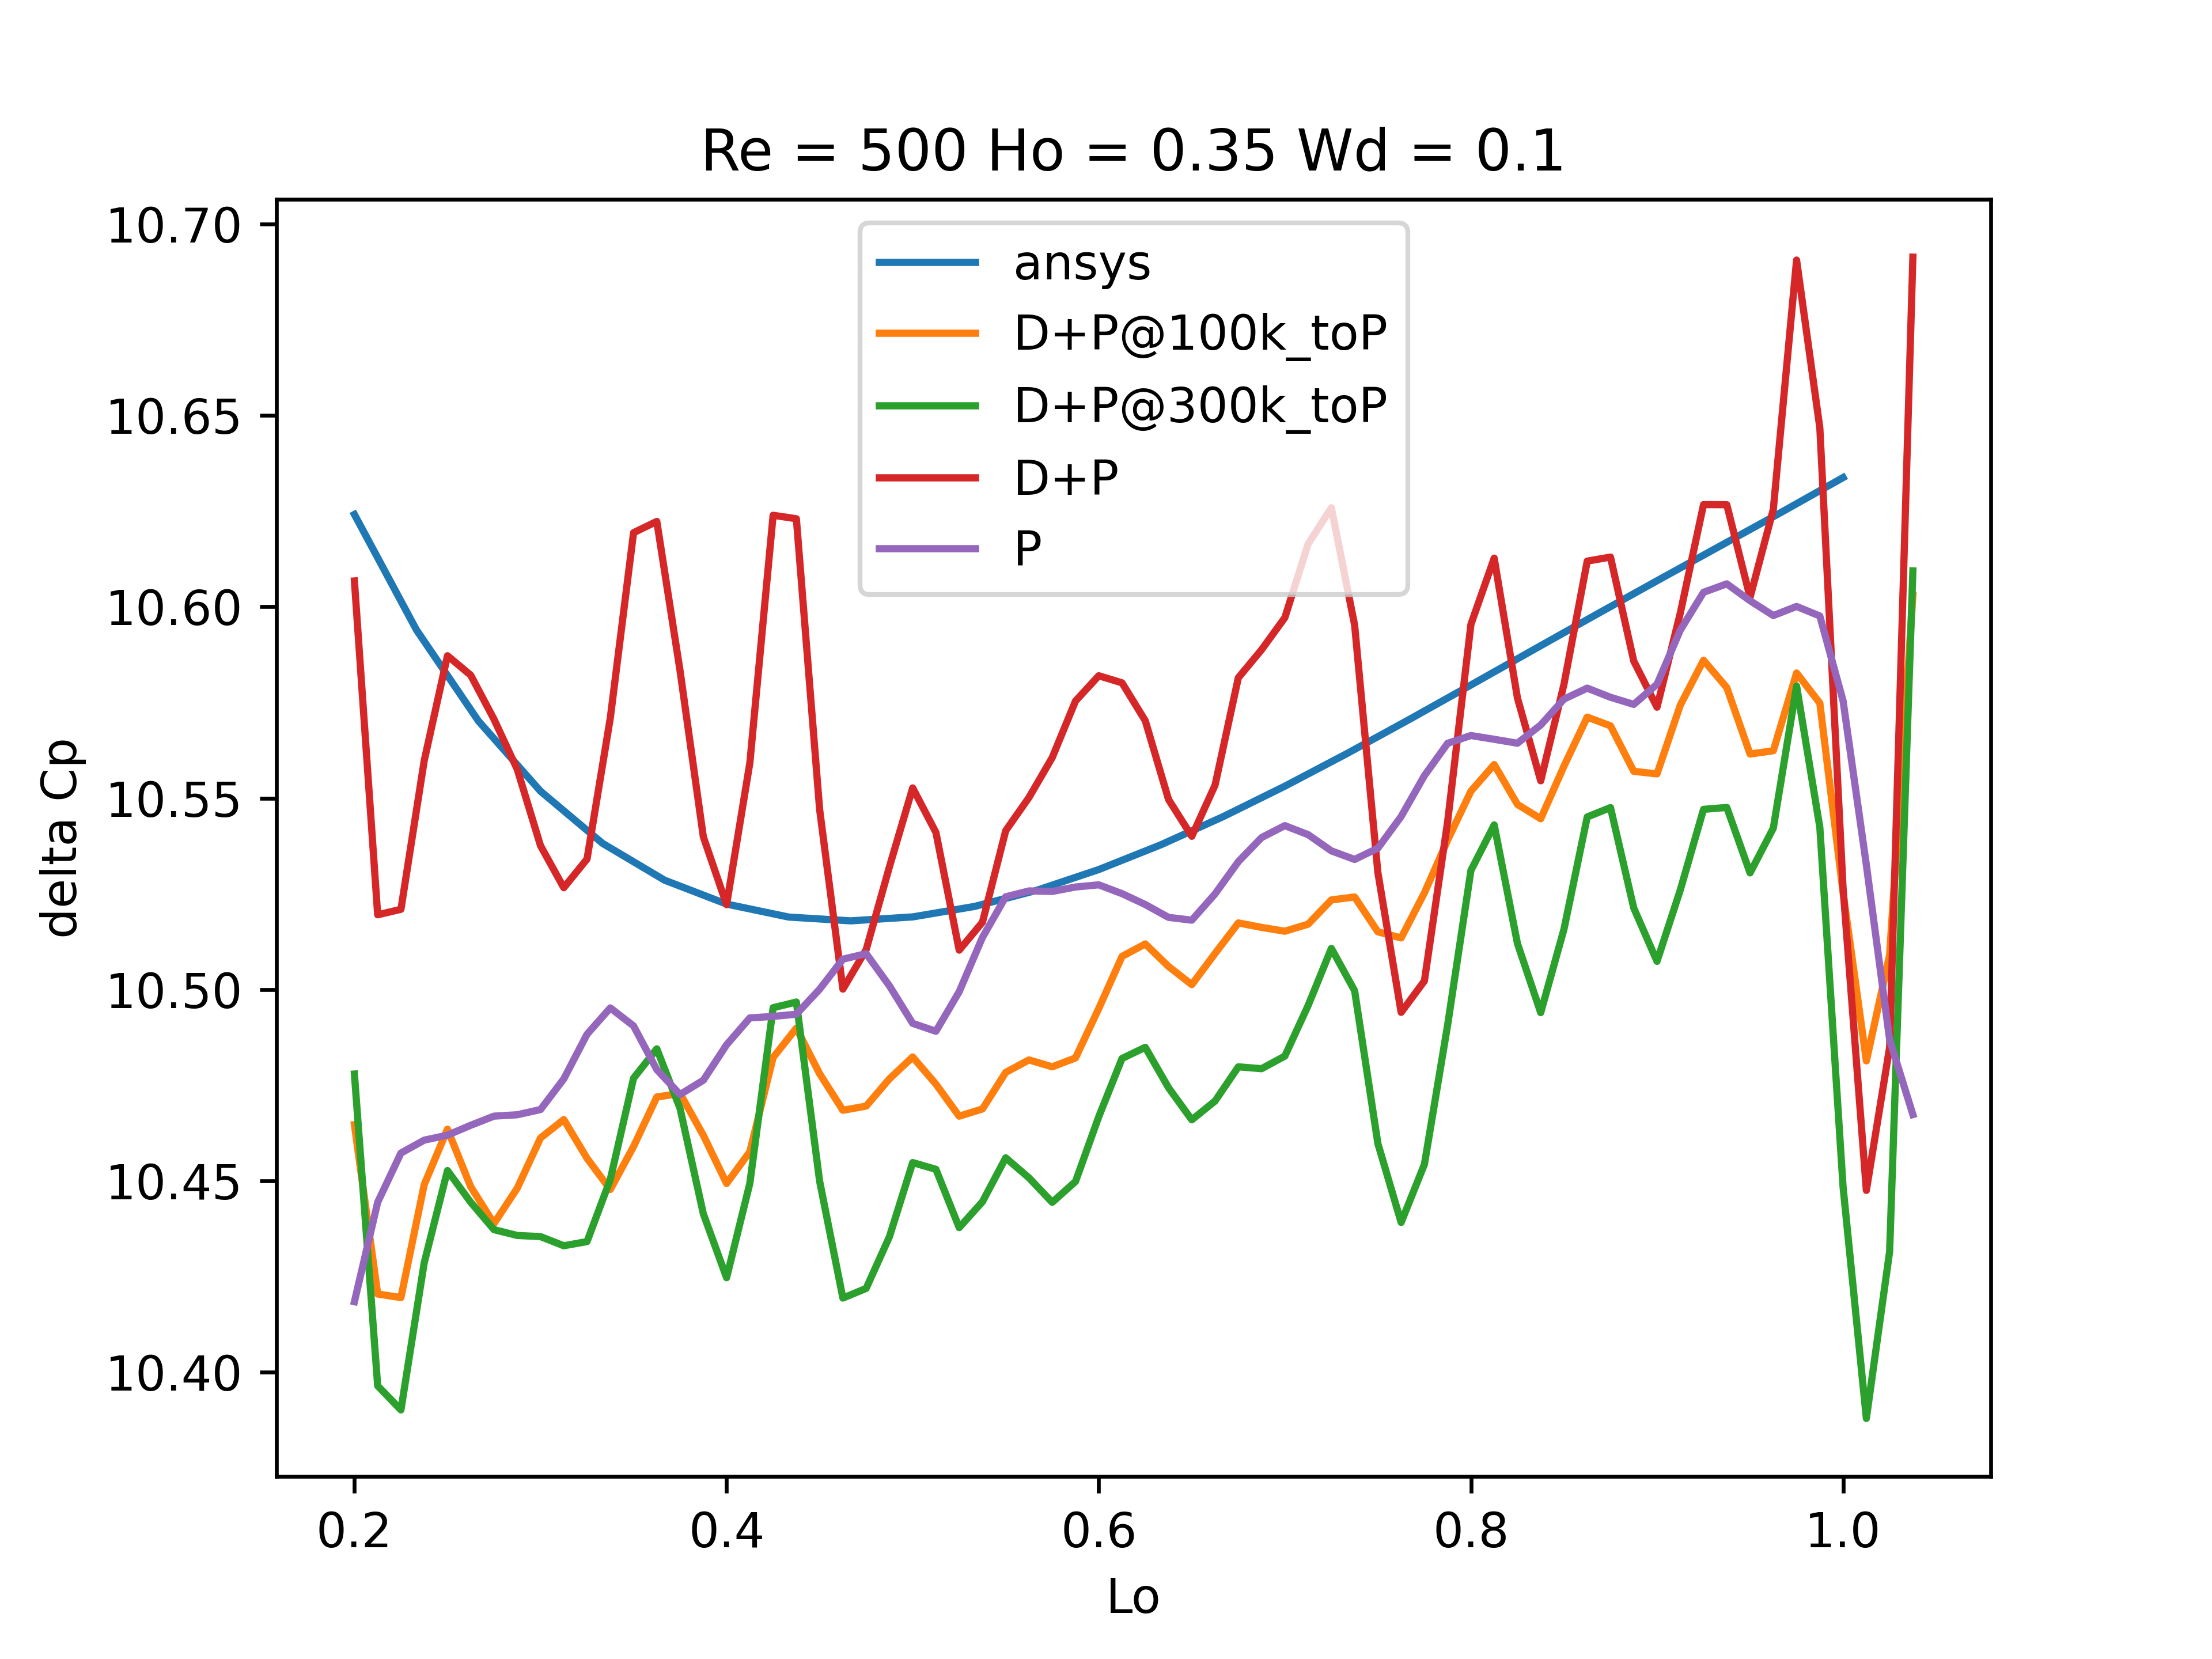 Re = 500 Ho = 0.35 Wd = 0.1
10.70
10.65
10.60
10.55
10.50
10.45
10.40
delta Cp
ansys
D+P@100k_toP
D+P@300k_toP
D+P
P
0.2
0.4
0.6
0.8
1.0
Lo